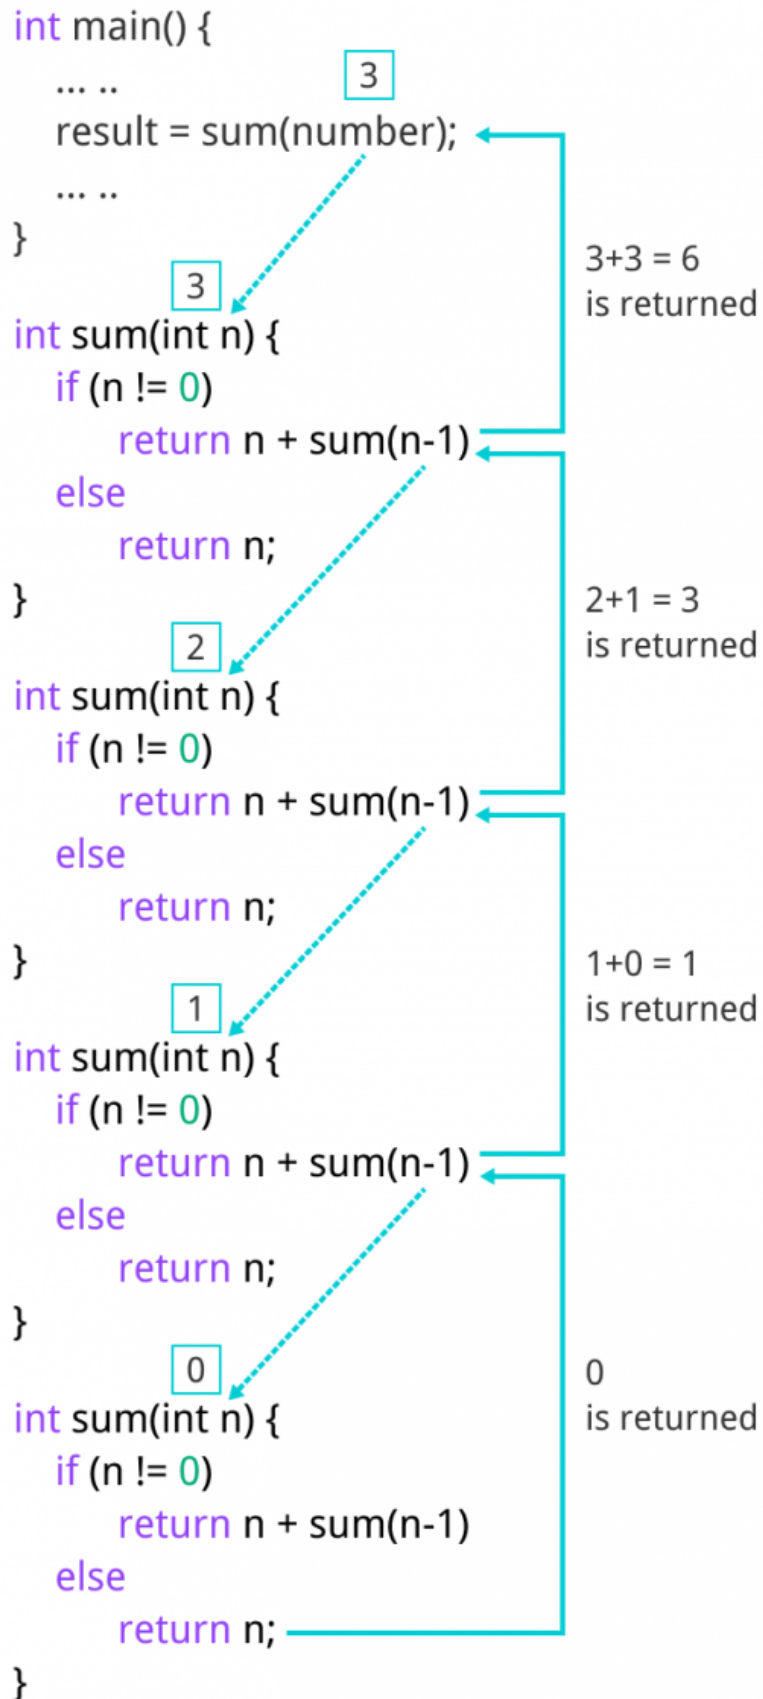 int main() {
... ..
3
result = sum(number);
... ..
}
3+3 = 6
is returned
3
int sum(int n) {
if (n != 0)
return n + sum(n-1)
else
return n;
}
2+1 = 3
is returned
2
int sum(int n) {
if (n != 0)
return n + sum(n-1)
else
return n;
}
1+0 = 1
is returned
1
int sum(int n) {
if (n != 0)
return n + sum(n-1)
else
return n;
}
0
is returned
0
int sum(int n) {
if (n != 0)
return n + sum(n-1)
else
return n;
}